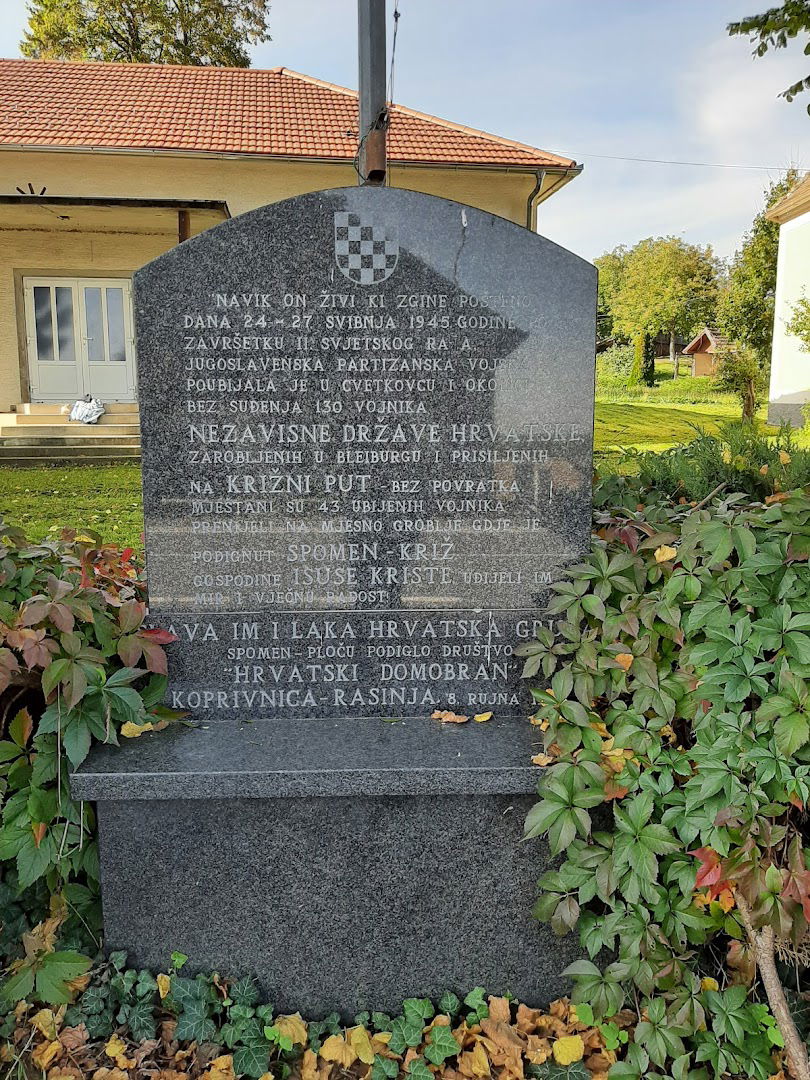 "NAVIK ON ŽIVI KI ZGINE POŠTENO
DANA 24-27 SVIBNJA 1945 GODINE
ZAVRŠETKU II SVJETSKOG RA A,
JUGOSLAVENSKA PARTIZANSKA VOJSKA
POUBIJALA JE U CVETKOVCU I OKOLICI
BEZ SUĐENJA 130 VOJNIKA
NEZAVISNE DRŽAVE HRVATSKE,
ZAROBLJENIH U BLEIBURGU I PRISILJENIH
NA KRIŽNI PUT - BEZ POVRATKA
MJEŠTANI SU 43 UBIJENIH VOJNIKA
PRENIJELI NA MJESNO GROBLJE GDJE JE
PODIGNUT SPOMEN-KRIŽ
GOSPODINE ISUSE KRISTE, UDIJELI IM
MIR I VJEČNU RADOST
AVA IM I LAKA HRVATSKA
SPOMEN-PLOČU PODIGLO DRUŠTVO
"HRVATSKI DOMOBRAN"
KOPRIVNICA-RASINJA, 8. RUJNA